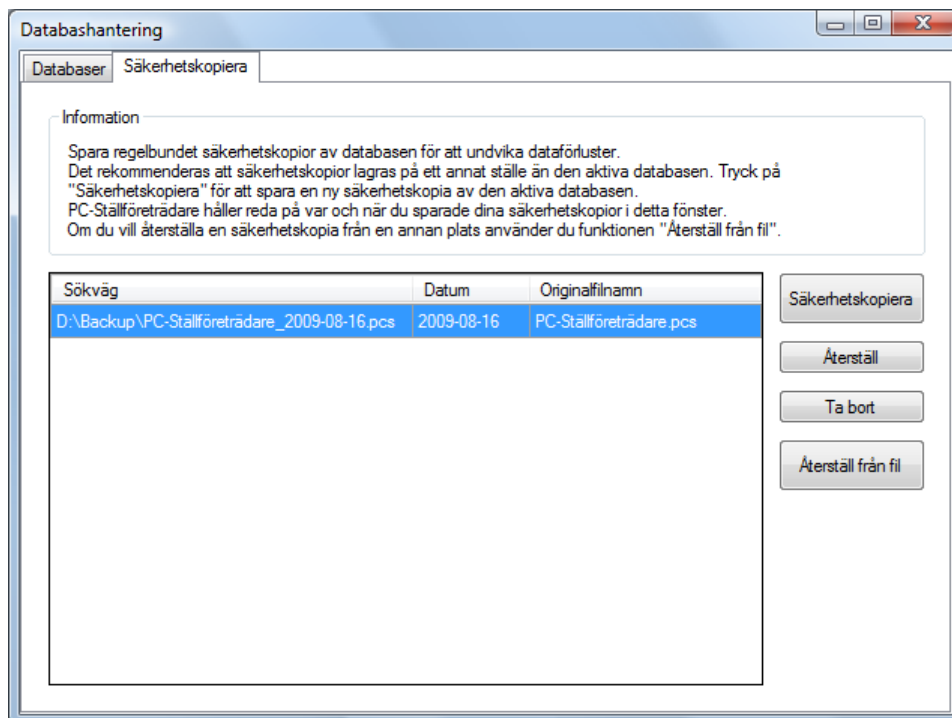 Databashantering
Databaser Säkerhetskopiera
Information
Spara regelbundet säkerhetskopior av databasen för att undvika dataförluster.
Det rekommenderas att säkerhetskopior lagras på ett annat ställe än den aktiva databasen. Tryck på
"Säkerhetskopiera" för att spara en ny säkerhetskopia av den aktiva databasen.
PC-Ställföreträdare håller reda på var och när du sparade dina säkerhetskopior i detta fönster.
Om du vill återställa en säkerhetskopia från en annan plats använder du funktionen "Återställ från fil".
Sökväg Datum Originalfilnamn
D:\Backup\PC-Ställföreträdare_2009-08-16.pcs 2009-08-16 PC-Ställföreträdare.pcs
Säkerhetskopiera
Återställ
Ta bort
Återställ från fil